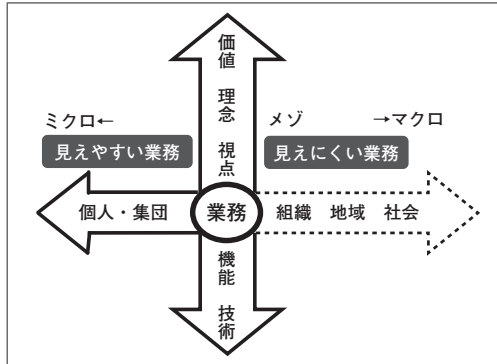 価値 理念 視点
ミクロ←
メゾ →マクロ
見えやすい業務
見えにくい業務
個人・集団
業務
組織 地域 社会
機能 技術